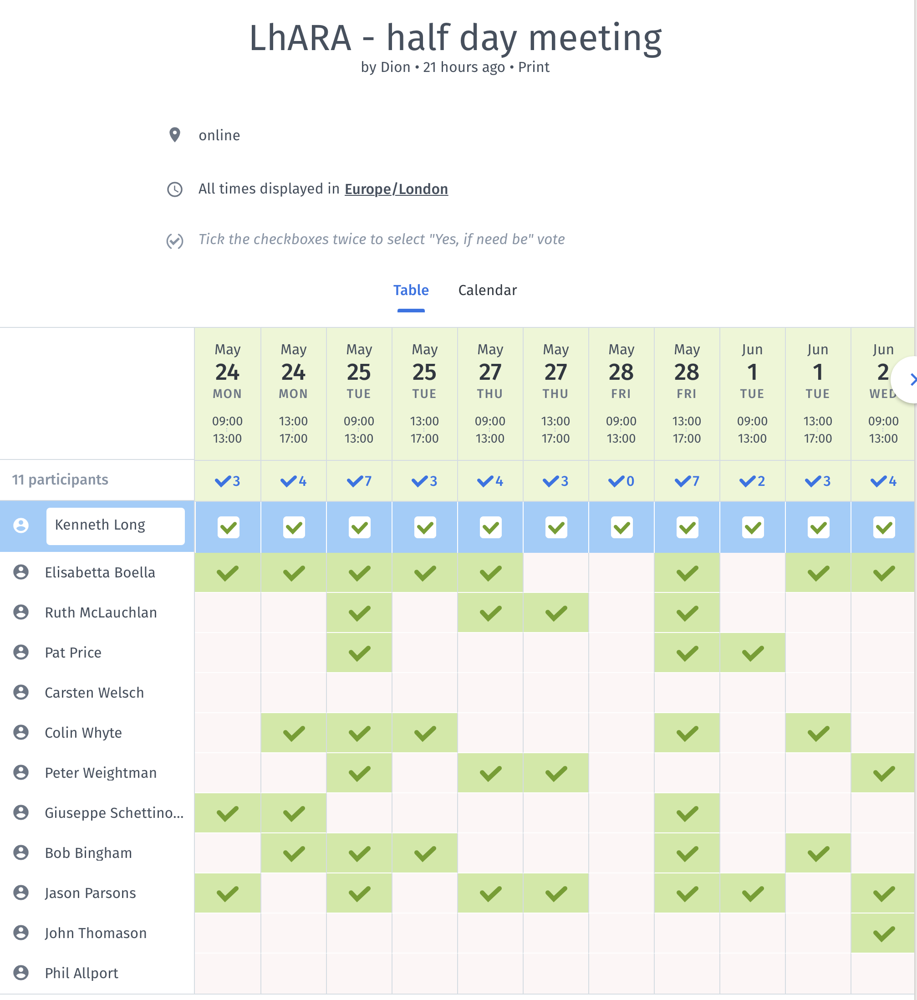 LhARA - half day meeting
by Dion • 21 hours ago • Print
online
All times displayed in Europe/London
Tick the checkboxes twice to select "Yes, if need be" vote
Table Calendar
May May May May May May May May Jun Jun Jun
24 24 25 25 27 27 28 28 1 1 2
MON MON TUE TUE THU THU FRI FRI TUE TUE WED
09:00 13:00 09:00 13:00 09:00 13:00 09:00 13:00 09:00 13:00 09:00
13:00 17:00 13:00 17:00 13:00 17:00 13:00 17:00 13:00 17:00 13:00
11 participants 3 4 7 3 4 3 0 7 2 3 4
Kenneth Long
Elisabetta Boella
Ruth McLauchlan
Pat Price
Carsten Welsch
Colin Whyte
Peter Weightman
Giuseppe Schettino...
Bob Bingham
Jason Parsons
John Thomason
Phil Allport